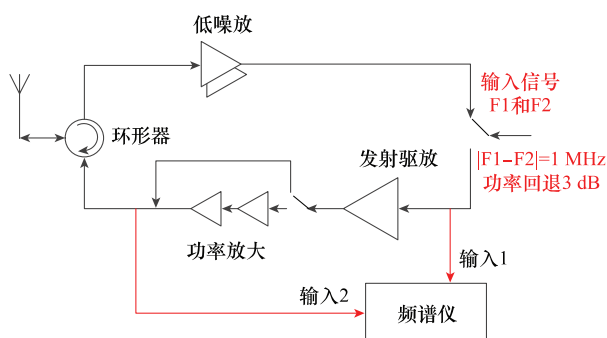 低噪放
输入信号
F1和F2
环形器
发射驱放
|F1-F2|=1 MHz
功率回退3 dB
功率放大
输入1
输入2
频谱仪